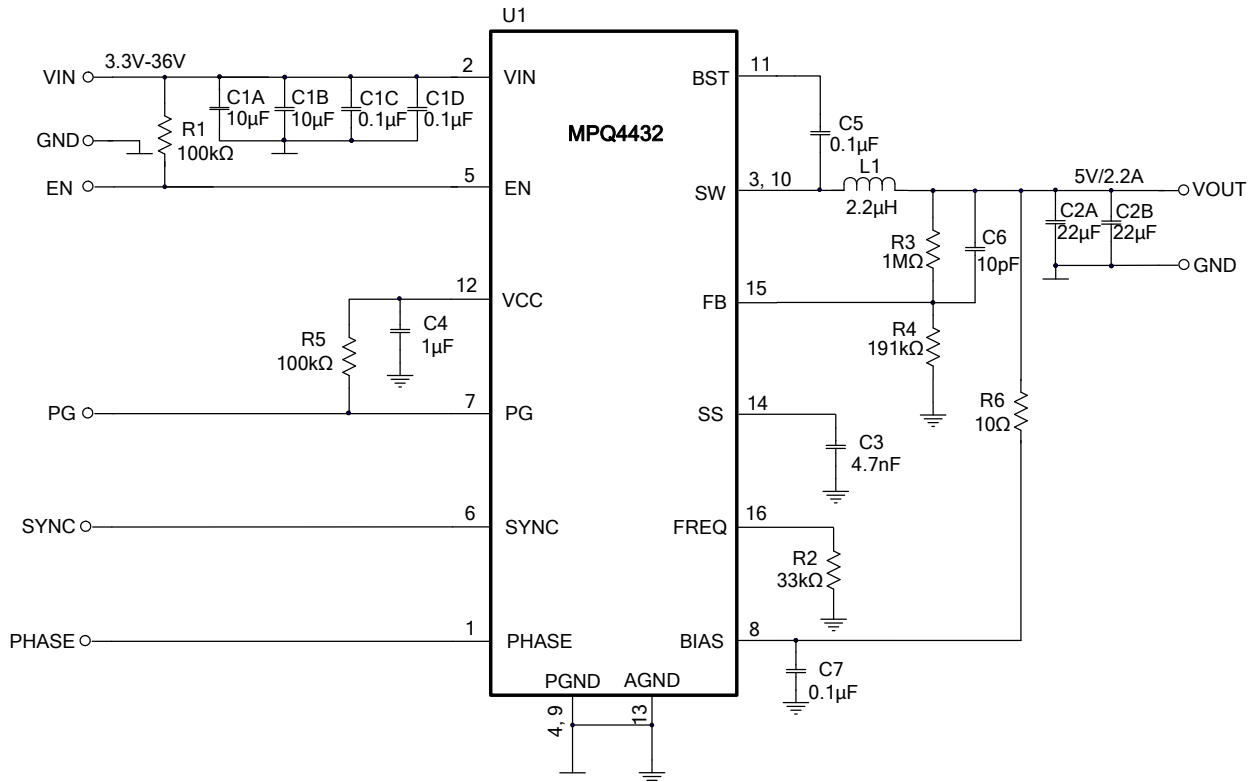 U1
MPQ4432
VIN
3.3V-36V
2
VIN
C1A
10µF
C1B
10µF
C1C
0.1µF
C1D
0.1µF
GND
R1
100kΩ
EN
5
EN
12
VCC
C4
1µF
R5
100kΩ
PG
7
PG
SYNC
6
SYNC
PHASE
1
PHASE
PGND
AGND
4, 9
13
BST
11
C5
0.1µF
SW
3, 10
L1
2.2µH
5V/2.2A
VOUT
C2A
22µF
C2B
22µF
GND
R3
1MΩ
C6
10pF
FB
15
R4
191kΩ
R6
10Ω
SS
14
C3
4.7nF
FREQ
16
R2
33kΩ
BIAS
8
C7
0.1µF